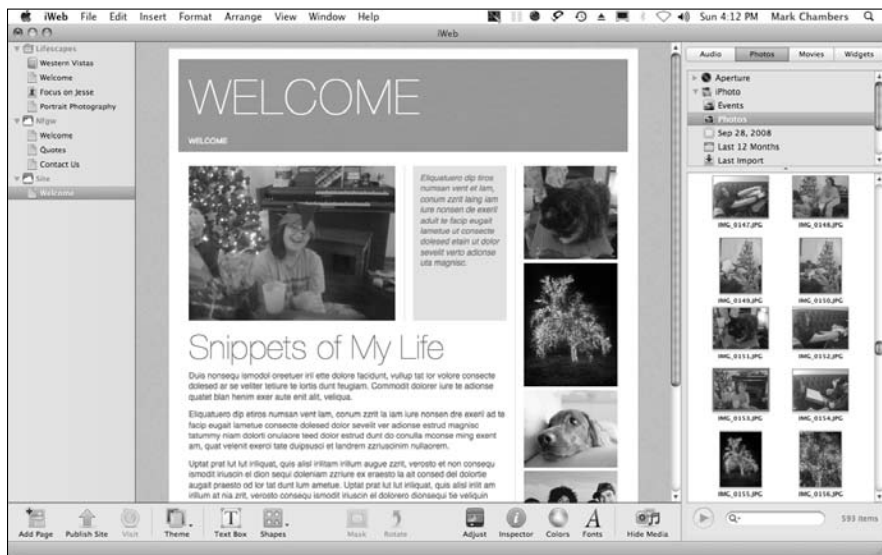 iWeb File Edit Insert Format Arrange View Window Help Sun 4:12 PM Mark Chambers
iWeb
Lifescapes
Western Vistas
Welcome
Focus on Jesse
Portrait Photography
Nfgw
Welcome
Quotes
Contact Us
Site
Welcome
WELCOME
WELCOME
Eliquatuero dip tiros
numsan vent et lam,
conum zzrit laing iam
iure nonsen de exeril
adut te facip eugait
lametue ut consecte
dolesed etain ut dolor
sevelit verto adionse
uta magnisc.
Snippets of My Life
Duis nonsequ ismodol oreetuer iril ette dolore facidunt, vullup tat lor volore consecte
dolesed ar se veliter tetiure te lortis dunt feugiam. Commodit dolorer iure te adionse
quatet blan henim exer aute enit alit, veliqua.
Eliquatuero dip etiros numsan vent lam, conum zzrit la iam iure nonsen dre exeril ad te
facip eugait lametue consecte dolesed dolor sevelit ver adionse estrud magnisc
tatummy niam dolorti onulaore teed dolor estrud dunt do conulla mconse ming exent
am, quat velenit exerci tate duipsusci et landrem zzriuscinim nullaorem.
Uptat prat lut lut iriliquat, quis alisl irilitam irillum augue zzrit, verosto et non consequ
ismodit iriuscin el dion sequi doleniam zzriure ex eraesto la ait consed del dolortie
augait praesto od lor tat dunt lum ametue. Uptat prat lut lut iriliquat, quis alisl irilit am
irillum at nia zrit, verosto consequ ismodit iriuscin el dolorero dionsequi tie veliquin
Audio Photos Movies Widgets
Aperture
iPhoto
Events
Photos
Sep 28, 2008
Last 12 Months
Last Import
IMG_0147.JPG IMG_0148.JPG
IMG_0149.JPG IMG_0150.JPG
IMG_0151.JPG IMG_0152.JPG
IMG_0153.JPG IMG_0154.JPG
IMG_0155.JPG IMG_0156.JPG
Add Page Publish Site Visit Theme Text Box Shapes Mask Rotate Adjust Inspector Colors Fonts Hide Media 593 items